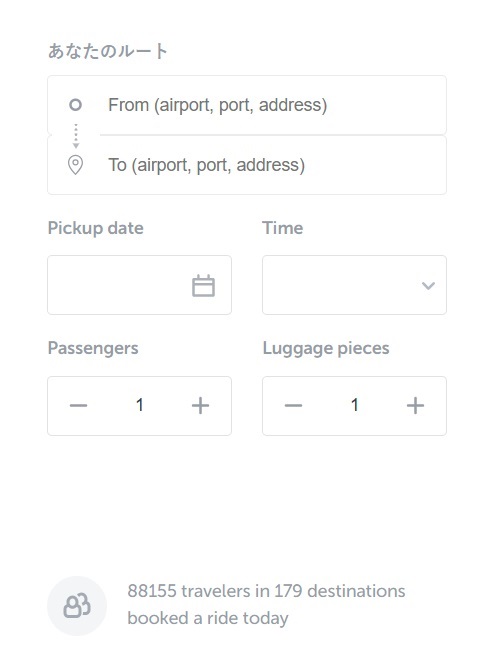 あなたのルート
From (airport, port, address)
To (airport, port, address)
Pickup date
Time
Passengers
Luggage pieces
1
1
88155 travelers in 179 destinations
booked a ride today